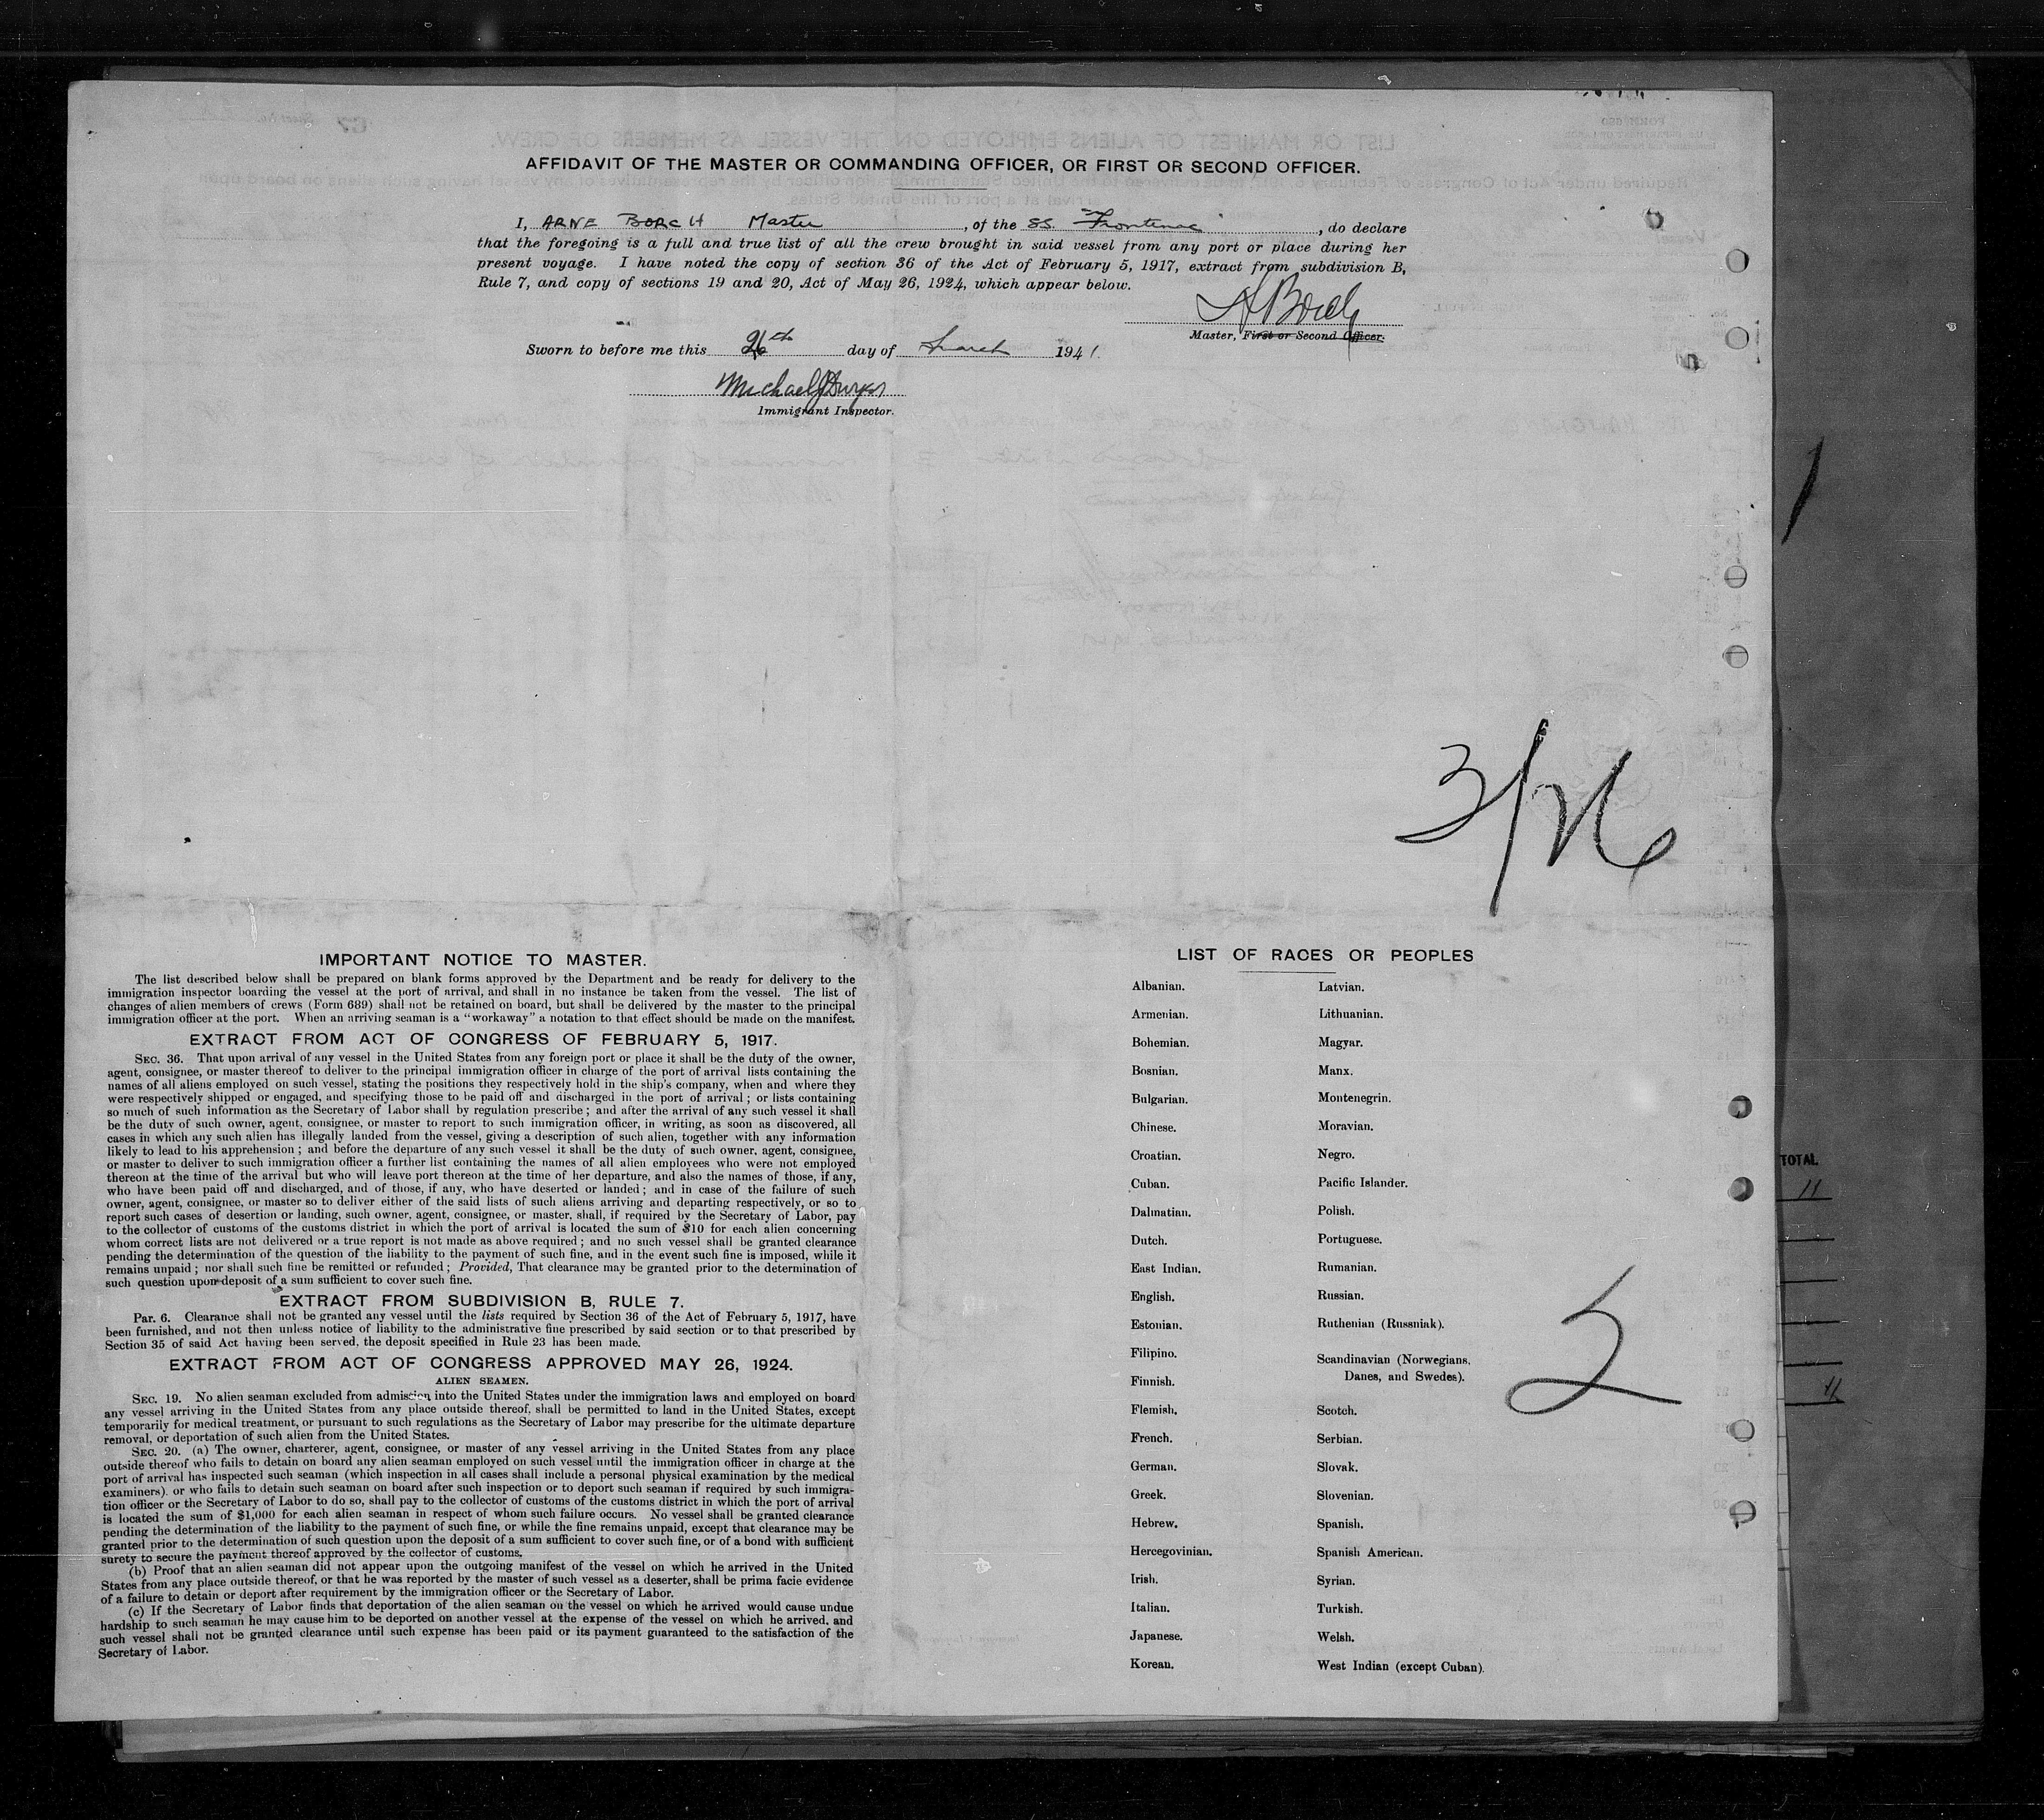 AFFIDAVIT OF THE MASTER OR COMMANDING OFFICER, OR FIRST OR SECOND OFFICER.
I, ARNE BORCH Master, of the SS. Frontenac, do declare
that the foregoing is a full and true list of all the crew brought in said vessel from any port or place during her
present voyage. I have noted the copy of section 36 of the Act of February 5, 1917, extract from subdivision B,
Rule 7, and copy of sections 19 and 20, Act of May 26, 1924, which appear below.
A Borch
Master, First or Second Officer.
Sworn to before me this 26th day of March 1941.
Michael J
Immigrant Inspector.
3/26
IMPORTANT NOTICE TO MASTER.
The list described below shall be prepared on blank forms approved by the Department and be ready for delivery to the
immigration inspector boarding the vessel at the port of arrival, and shall in no instance be taken from the vessel. The list of
changes of alien members of crews (Form 689) shall not be retained on board, but shall be delivered by the master to the principal
immigration officer at the port. When an arriving seaman is a "workaway" a notation to that effect should be made on the manifest.
EXTRACT FROM ACT OF CONGRESS OF FEBRUARY 5, 1917.
SEC. 36. That upon arrival of any vessel in the United States from any foreign port or place it shall be the duty of the owner,
agent, consignee, or master thereof to deliver to the principal immigration officer in charge of the port of arrival lists containing the
names of all aliens employed on such vessel, stating the positions they respectively hold in the ship's company, when and where they
were respectively shipped or engaged, and specifying those to be paid off and discharged in the port of arrival; or lists containing
so much of such information as the Secretary of Labor shall by regulation prescribe; and after the arrival of any such vessel it shall
be the duty of such owner, agent, consignee, or master to report to such immigration officer, in writing, as soon as discovered, all
cases in which any such alien has illegally landed from the vessel, giving a description of such alien, together with any information
likely to lead to his apprehension; and before the departure of any such vessel it shall be the duty of such owner. agent, consignee,
or master to deliver to such immigration officer a further list containing the names of all alien employees who were not employed
thereon at the time of the arrival but who will leave port thereon at the time of her departure, and also the names of those, if any,
who have been paid off and discharged, and of those, if any, who have deserted or landed; and in case of the failure of such
owner, agent, consignee, or master so to deliver either of the said lists of such aliens arriving and departing respectively, or so to
report such cases of desertion or landing, such owner, agent, consignee, or master, shall, if required by the Secretary of Labor, pay
to the collector of customs of the customs district in which the port of arrival is located the sum of $10 for each alien concerning
whom correct lists are not delivered or a true report is not made as above required; and no such vessel shall be granted clearance
pending the determination of the question of the liability to the payment of such fine, and in the event such fine is imposed, while it
remains unpaid; nor shall such fine be remitted or refunded; Provided, That clearance may be granted prior to the determination of
such question upon deposit of a sum sufficient to cover such fine.
EXTRACT FROM SUBDIVISION B, RULE 7.
Par. 6. Clearance shall not be granted any vessel until the lists required by Section 36 of the Act of February 5, 1917, have
been furnished, and not then unless notice of liability to the administrative fine prescribed by said section or to that prescribed by
Section 35 of said Act having been served, the deposit specified in Rule 23 has been made.
EXTRACT FROM ACT OF CONGRESS APPROVED MAY 26, 1924.
ALIEN SEAMEN.
SEC. 19. No alien seaman excluded from admission into the United States under the immigration laws and employed on board
any vessel arriving in the United States from any place outside thereof, shall be permitted to land in the United States, except
temporarily for medical treatment, or pursuant to such regulations as the Secretary of Labor may prescribe for the ultimate departure
removal, or deportation of such alien from the United States.
SEC. 20. (a) The owner, charterer, agent, consignee, or master of any vessel arriving in the United States from any place
outside thereof who fails to detain on board any alien seaman employed on such vessel until the immigration officer in charge at the
port of arrival has inspected such seaman (which inspection in all cases shall include a personal physical examination by the medical
examiners). or who fails to detain such seaman on board after such inspection or to deport such seaman if required by such immigra-
tion officer or the Secretary of Labor to do so, shall pay to the collector of customs of the customs district in which the port of arrival
is located the sum of $1,000 for each alien seaman in respect of whom such failure occurs. No vessel shall be granted clearance
pending the determination of the liability to the payment of such fine, or while the fine remains unpaid, except that clearance may be
granted prior to the determination of such question upon the deposit of a sum sufficient to cover such fine, or of a bond with sufficient
surety to secure the payment thereof approved by the collector of customs.
(b) Proof that an alien seaman did not appear upon the outgoing manifest of the vessel on which he arrived in the United
States from any place outside thereof, or that he was reported by the master of such vessel as a deserter, shall be prima facie evidence
of a failure to detain or deport after requirement by the immigration officer or the Secretary of Labor.
(c) If the Secretary of Labor finds that deportation of the alien seaman on the vessel on which he arrived would cause undue
hardship to such seaman he may cause him to be deported on another vessel at the expense of the vessel on which he arrived, and
such vessel shall not be granted clearance until such expense has been paid or its payment guaranteed to the satisfaction of the
Secretary of Labor.
LIST OF RACES OR PEOPLES
Albanian.
Armenian.
Bohemian.
Bosnian.
Bulgarian.
Chinese.
Croatian.
Cuban.
Dalmatian.
Dutch.
East Indian.
English.
Estonian.
Filipino.
Finnish.
Flemish.
French.
German.
Greek.
Hebrew.
Hercegovinian.
Irish.
Italian.
Japanese.
Korean.
Latvian.
Lithuanian.
Magyar.
Manx.
Montenegrin.
Moravian.
Negro.
Pacific Islander.
Polish.
Portuguese.
Rumanian.
Russian.
Ruthenian (Russniak).
Scandinavian (Norwegians,
Danes, and Swedes).
Scotch.
Serbian.
Slovak.
Slovenian.
Spanish.
Spanish American.
Syrian.
Turkish.
Welsh.
West Indian (except Cuban).
2
1
TOTAL
11